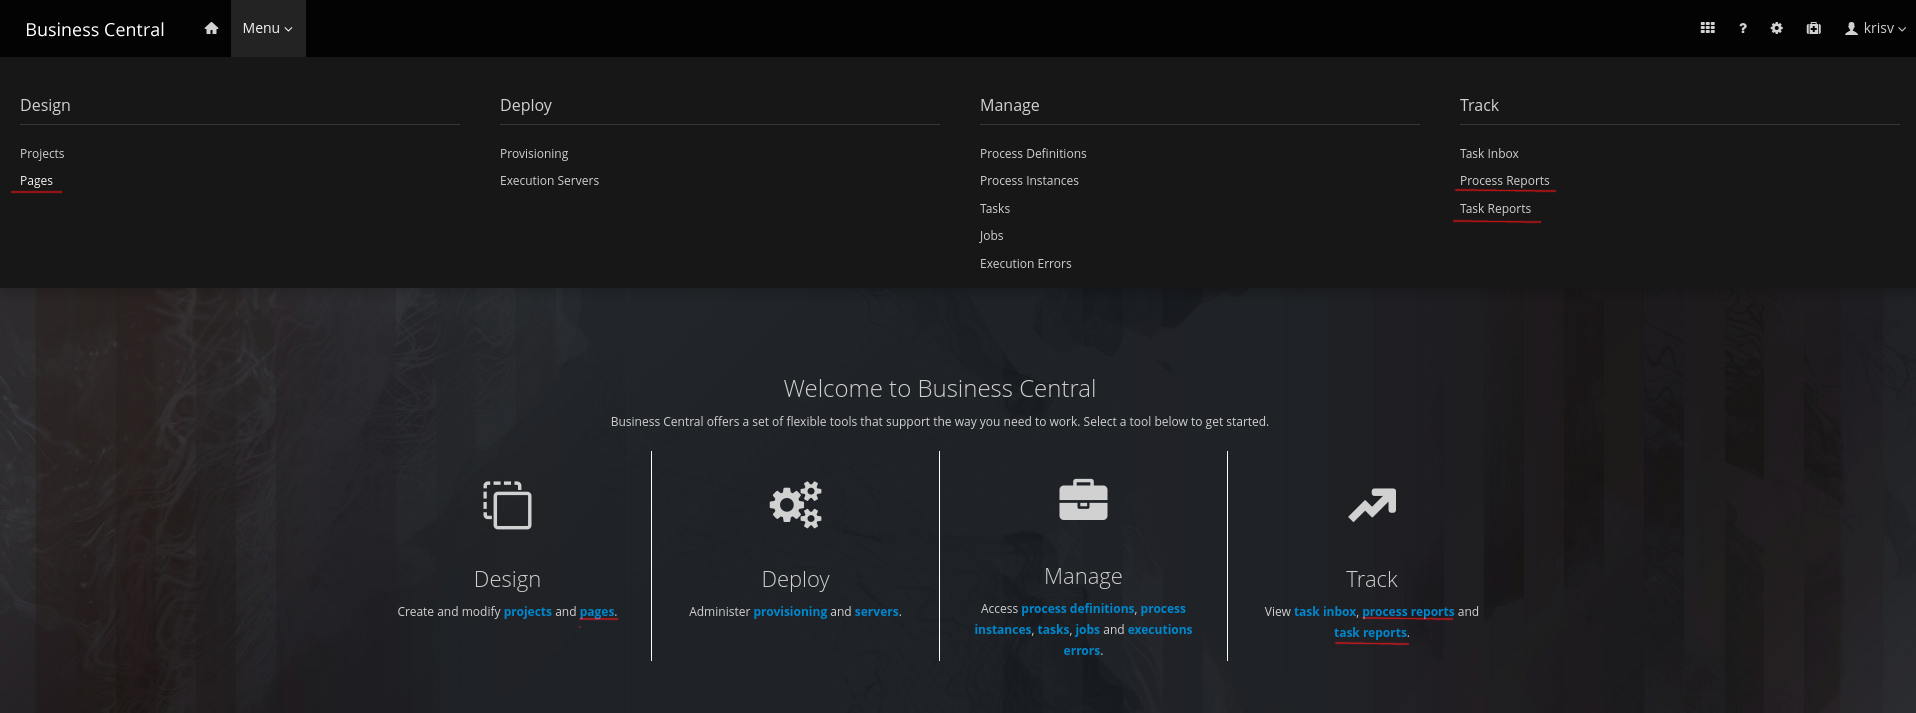 Business Central Menu ? krisv
Design Deploy Manage Track
Projects Provisioning Process Definitions Task Inbox
Pages Execution Servers Process Instances Process Reports
Tasks Task Reports
Jobs
Execution Errors
Welcome to Business Central
Business Central offers a set of flexible tools that support the way you need to work. Select a tool below to get started.
Design
Create and modify projects and pages.
Deploy
Administer provisioning and servers.
Manage
Access process definitions, process
instances, tasks, jobs and executions
errors.
Track
View task inbox, process reports and
task reports.